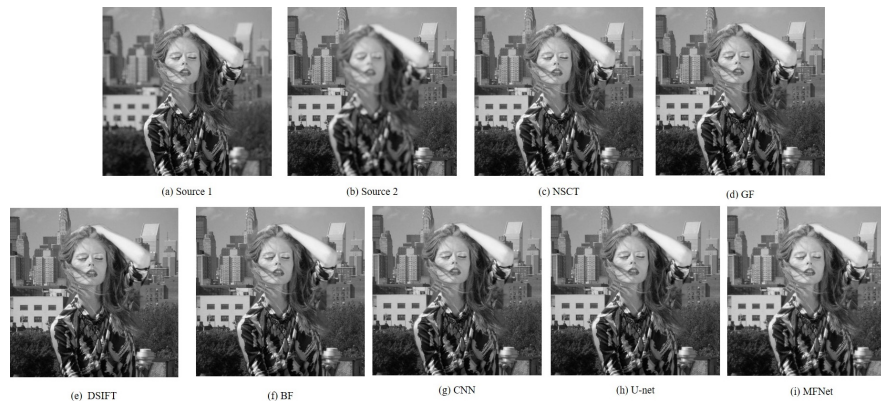 (a) Source 1
(b) Source 2
(c) NSCT
(d) GF
(e) DSIFT
(f) BF
(g) CNN
(h) U-net
(i) MFNet